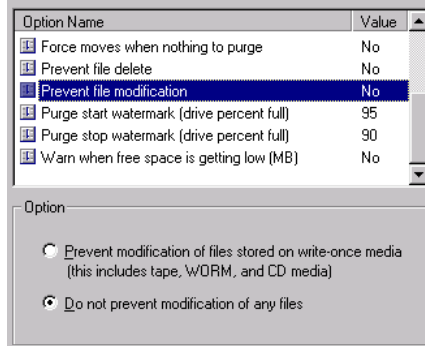 Option Name Value
Force moves when nothing to purge No
Prevent file delete No
Prevent file modification No
Purge start watermark (drive percent full) 95
Purge stop watermark (drive percent full) 90
Warn when free space is getting low (MB) No
Option
Prevent modification of files stored on write-once media
(this includes tape, WORM, and CD media)
Do not prevent modification of any files